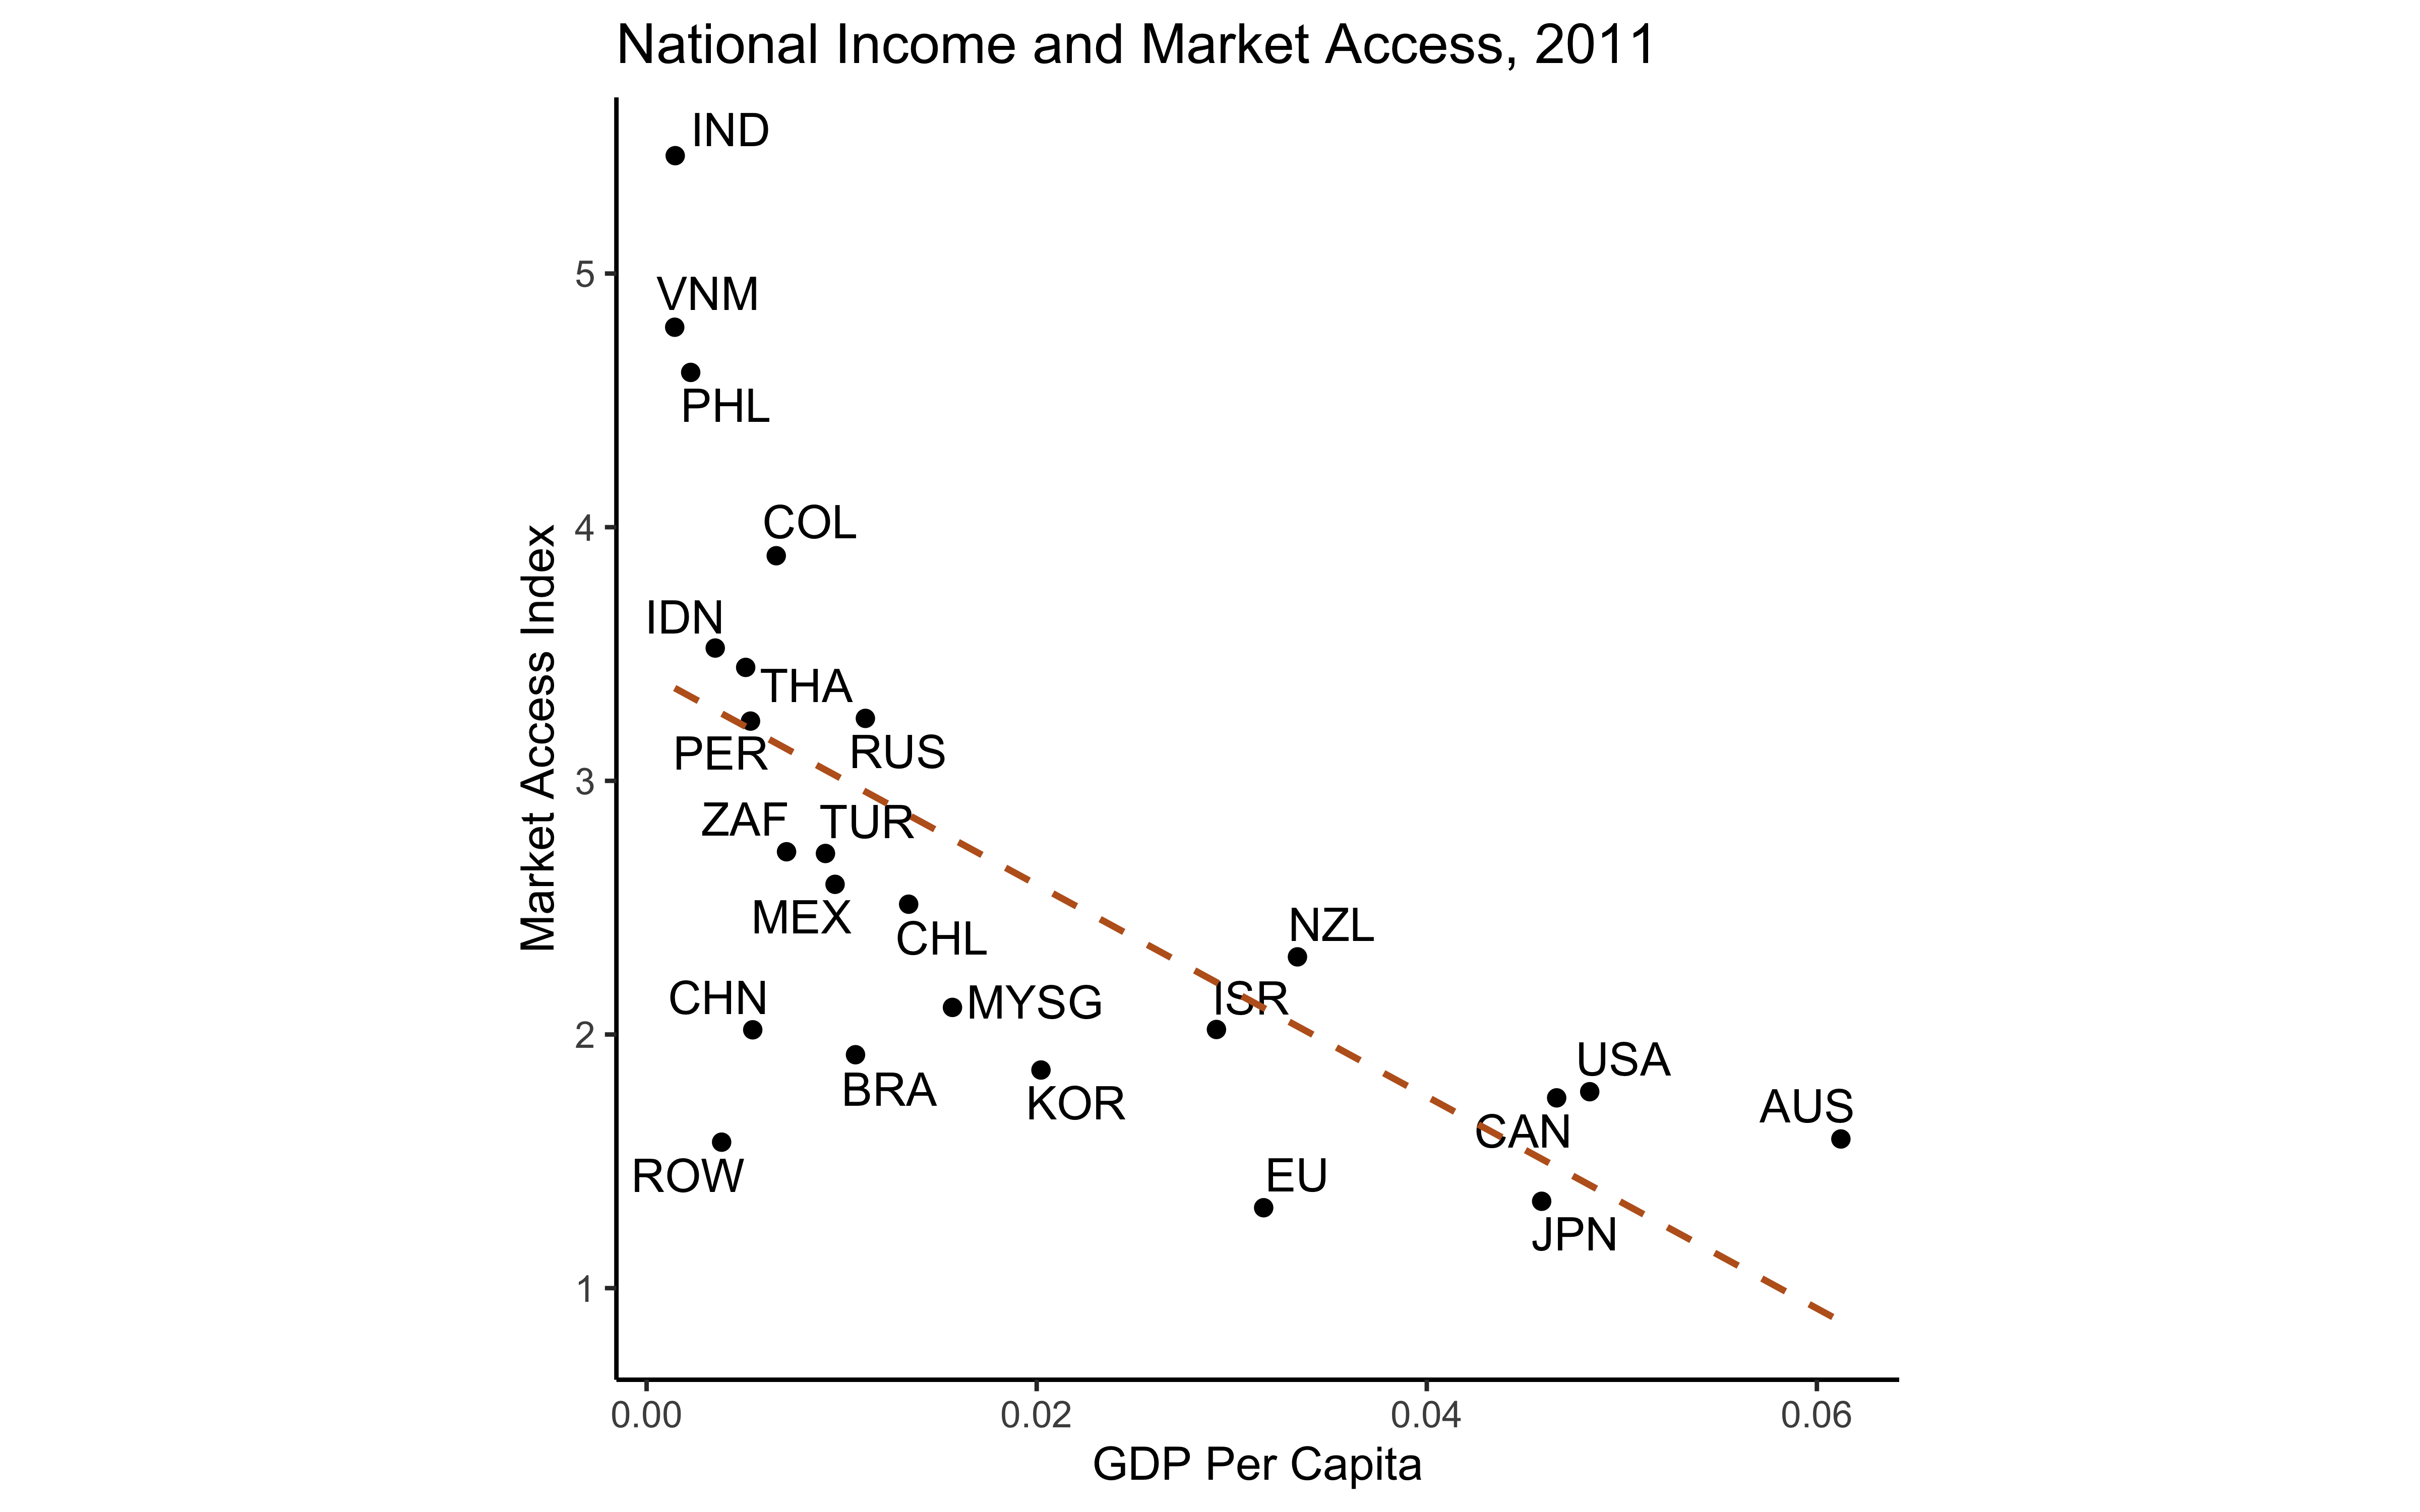 National Income and Market Access, 2011
IND
5
VNM
PHL
COL
4
IDN
THA
PER
RUS
3
ZAF
TUR
MEX
CHL
NZL
CHN
MYSG
ISR
2
BRA
KOR
USA
CAN
AUS
ROW
EU
JPN
1
Market Access Index
0.00
0.02
0.04
0.06
GDP Per Capita